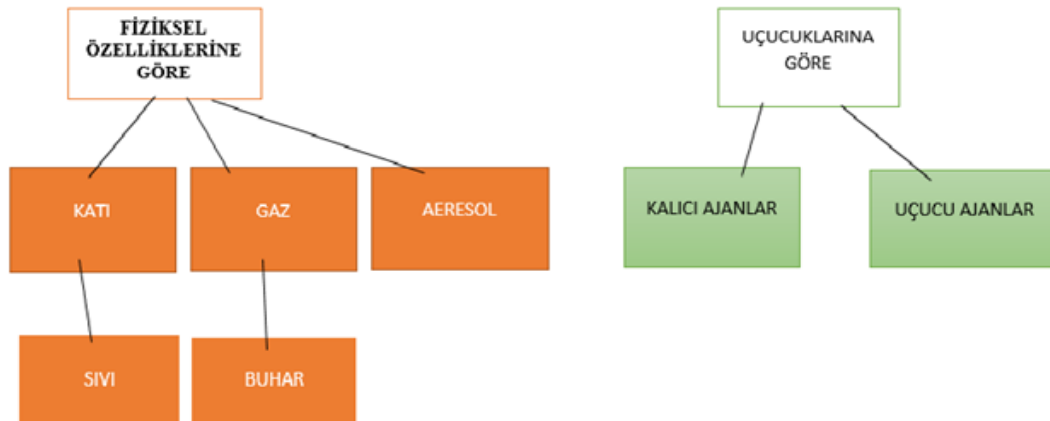 FİZİKSEL
ÖZELLİKLERİNE
GÖRE
KATI
GAZ
AERESOL
SIVI
BUHAR
UÇUCUKLARINA
GÖRE
KALICI AJANLAR
UÇUCU AJANLAR